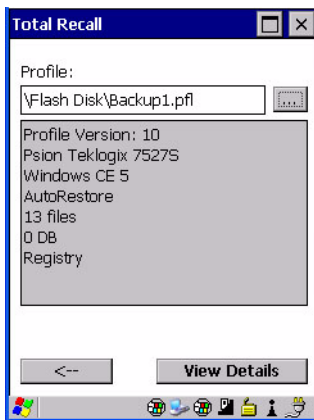 Total Recall
Profile:
\Flash Disk\Backup1.pfl
...
Profile Version: 10
Psion Teklogix 7527S
Windows CE 5
AutoRestore
13 files
0 DB
Registry
<--
View Details